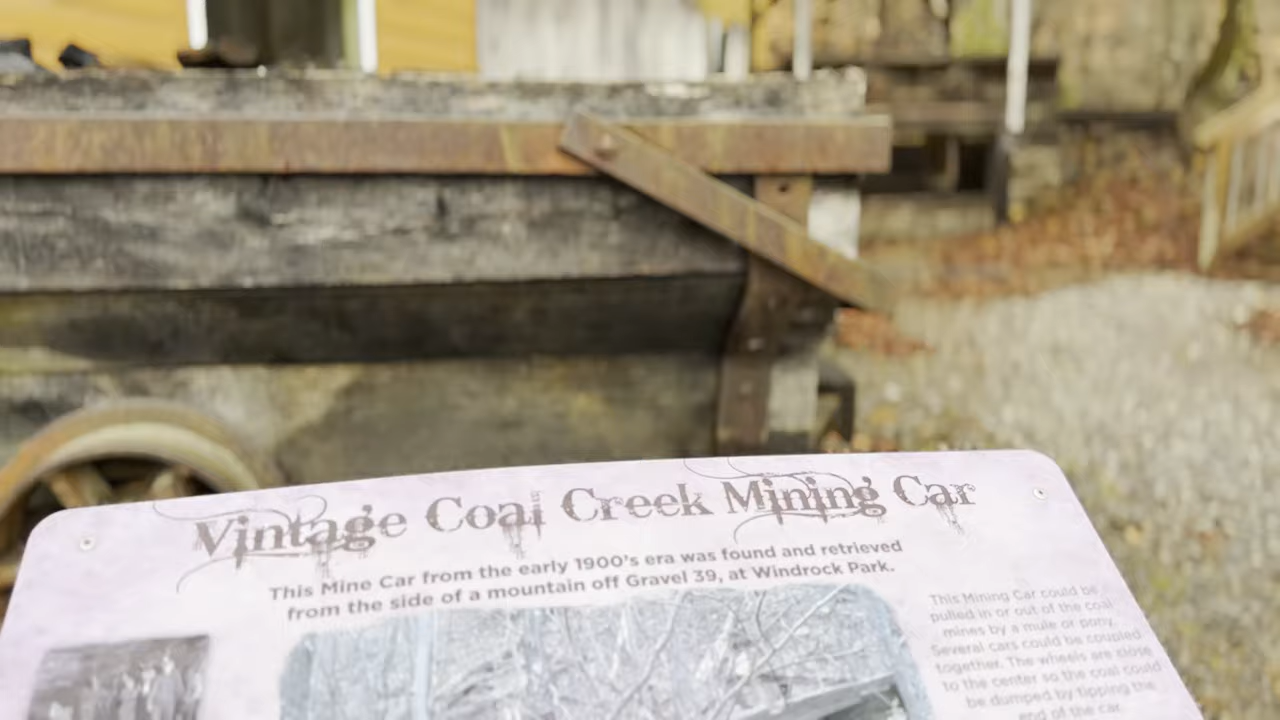 Vintage Coal Creek Mining Car
This Mine Car from the early 1900's era was found and retrieved
from the side of a mountain off Gravel 39, at Windrock Park.
This Mining Car could be
pulled in or out of the coal
mines by a mule or pony.
Several cars could be coupled
together. The wheels are close
to the center so the coal could
be dumped by tipping the
end of the car.